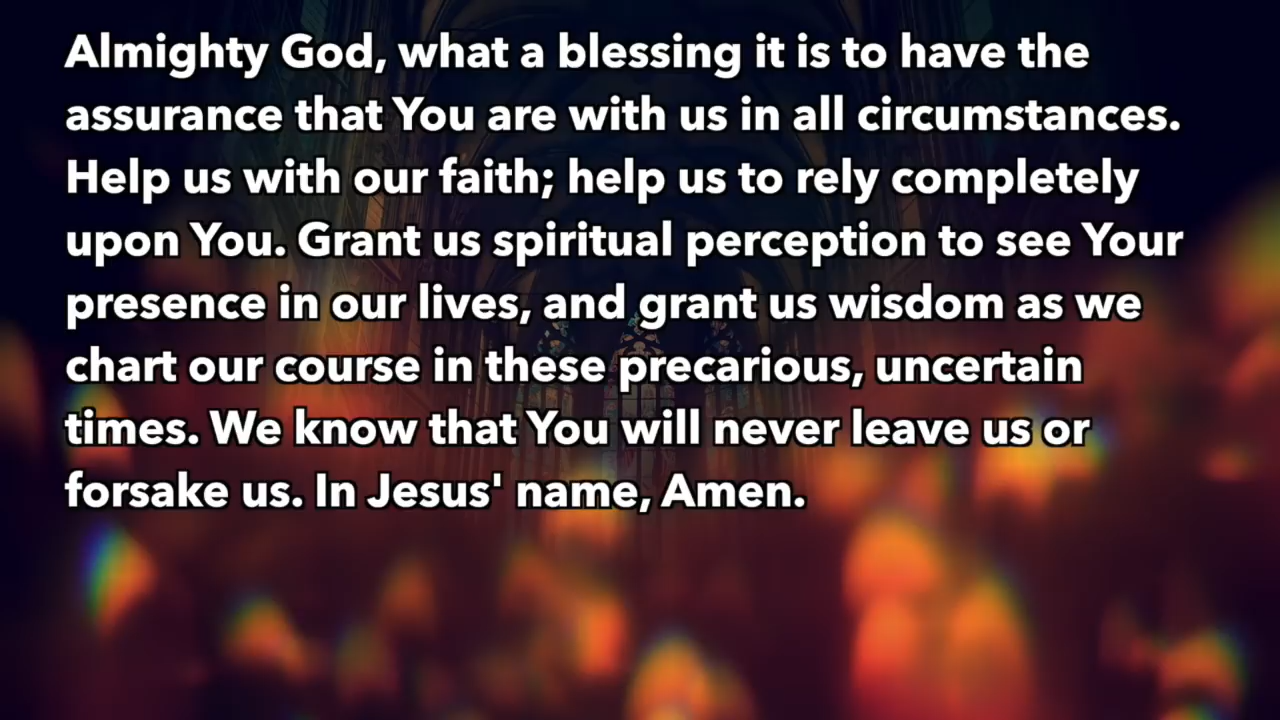 Almighty God, what a blessing it is to have the
assurance that You are with us in all circumstances.
Help us with our faith; help us to rely completely
upon You. Grant us spiritual perception to see Your
presence in our lives, and grant us wisdom as we
chart our course in these precarious, uncertain
times. We know that You will never leave us or
forsake us. In Jesus' name, Amen.